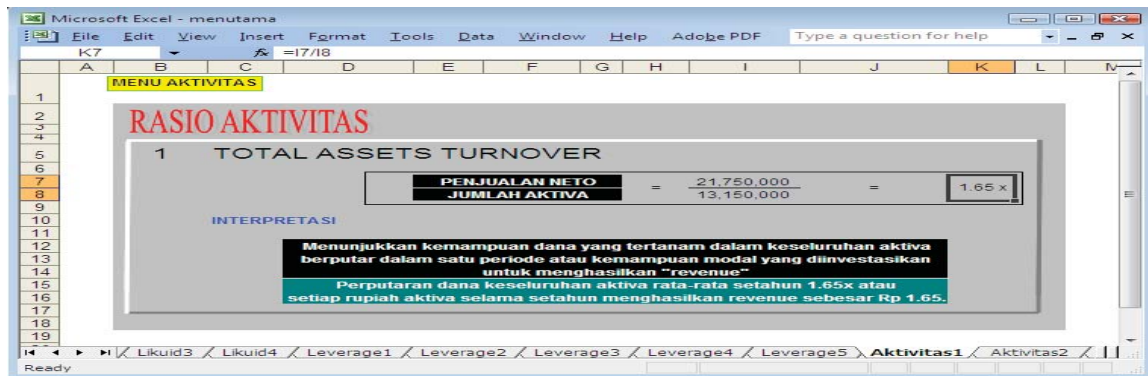 Microsoft Excel - menutama
File Edit View Insert Format Tools Data Window Help Adobe PDF Type a question for help
K7 fx =I7/I8
A B C D E F G H I J K L M
MENU AKTIVITAS
1
2
RASIO AKTIVITAS
3
4
5 1 TOTAL ASSETS TURNOVER
6
7 PENJUALAN NETO = 21,750,000 = 1.65 x
8 JUMLAH AKTIVA 13,150,000
9
10 INTERPRETASI
11
12 Menunjukkan kemampuan dana yang tertanam dalam keseluruhan aktiva
13 berputar dalam satu periode atau kemampuan modal yang diinvestasikan
14 untuk menghasilkan "revenue"
15 Perputaran dana keseluruhan aktiva rata-rata setahun 1.65x atau
16 setiap rupiah aktiva selama setahun menghasilkan revenue sebesar Rp 1.65.
17
18
19
Likuid3 / Likuid4 / Leverage1 / Leverage2 / Leverage3 / Leverage4 / Leverage5 \ Aktivitas1 / Aktivitas2 /
Ready